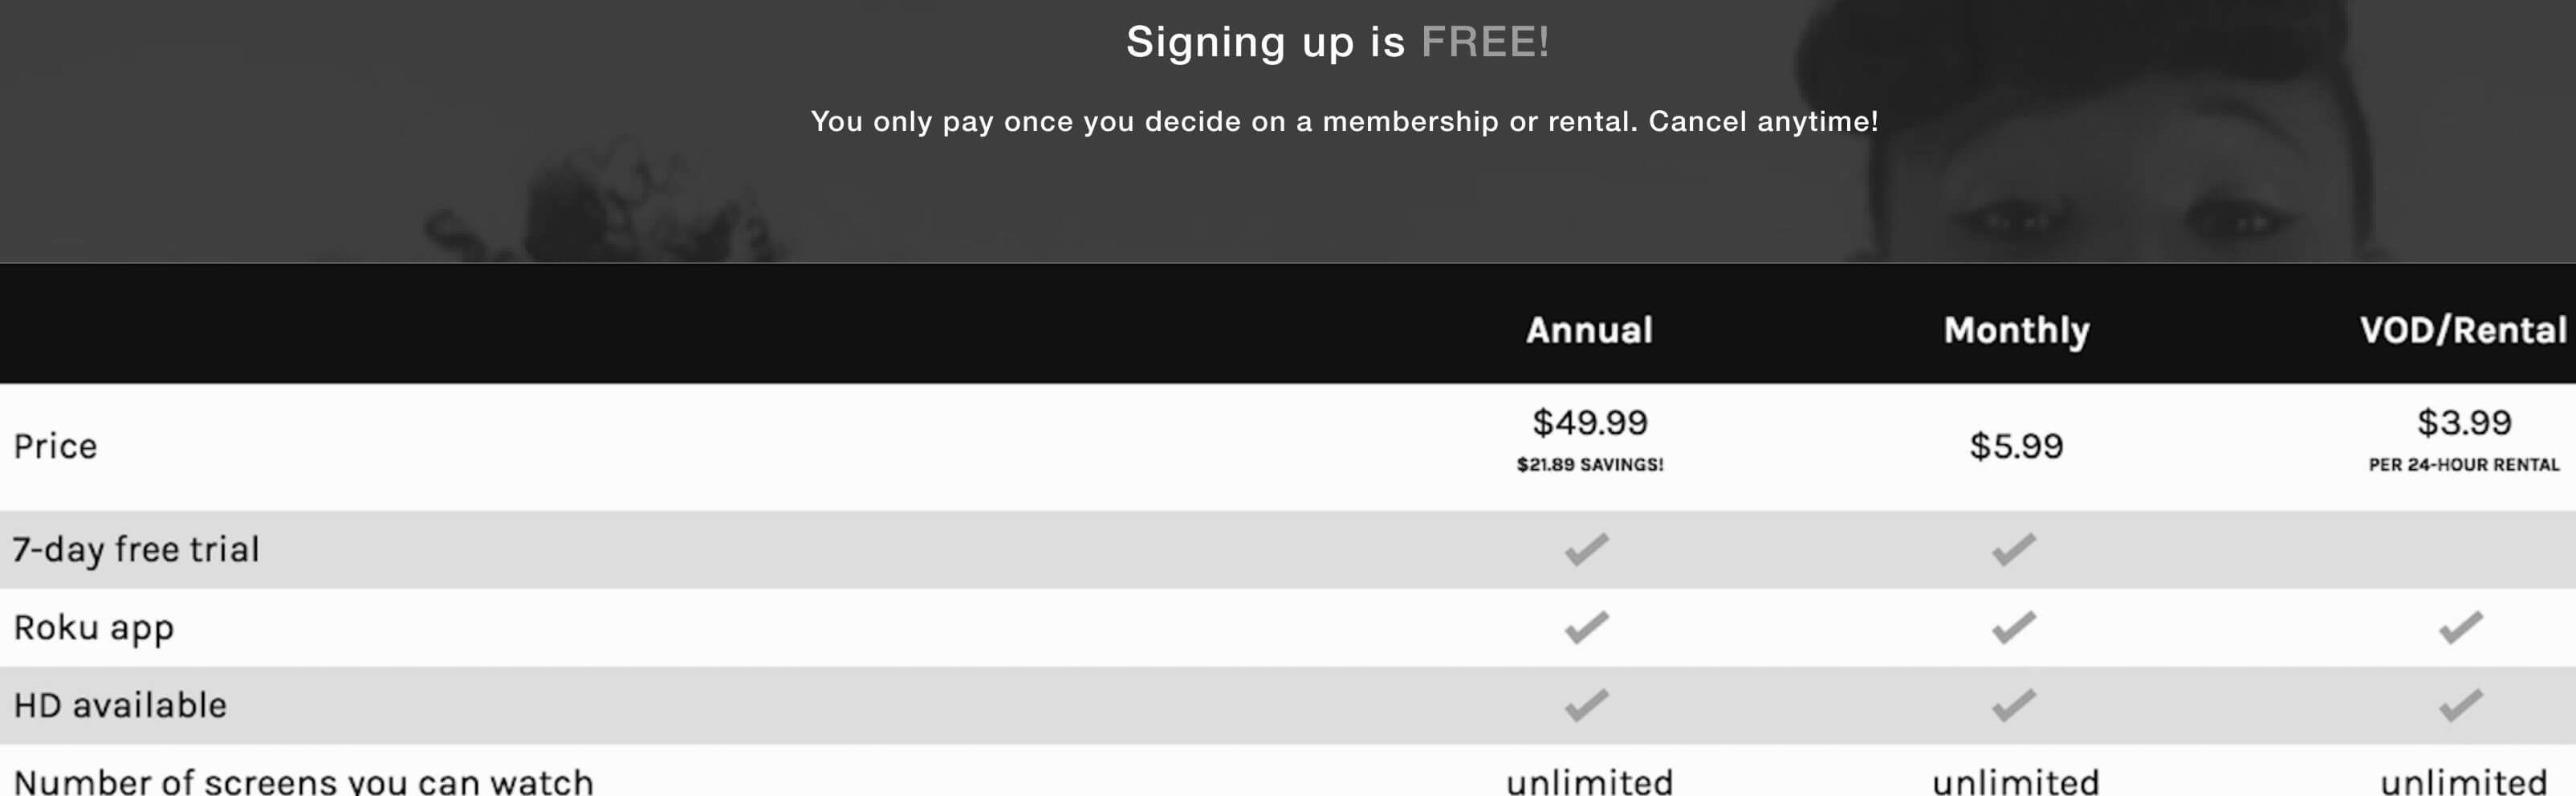 Signing up is FREE!
You only pay once you decide on a membership or rental. Cancel anytime!
Annual Monthly VOD/Rental
Price $49.99 $5.99 $3.99
$21.89 SAVINGS! PER 24-HOUR RENTAL
7-day free trial
Roku app
HD available
Number of screens you can watch unlimited unlimited unlimited